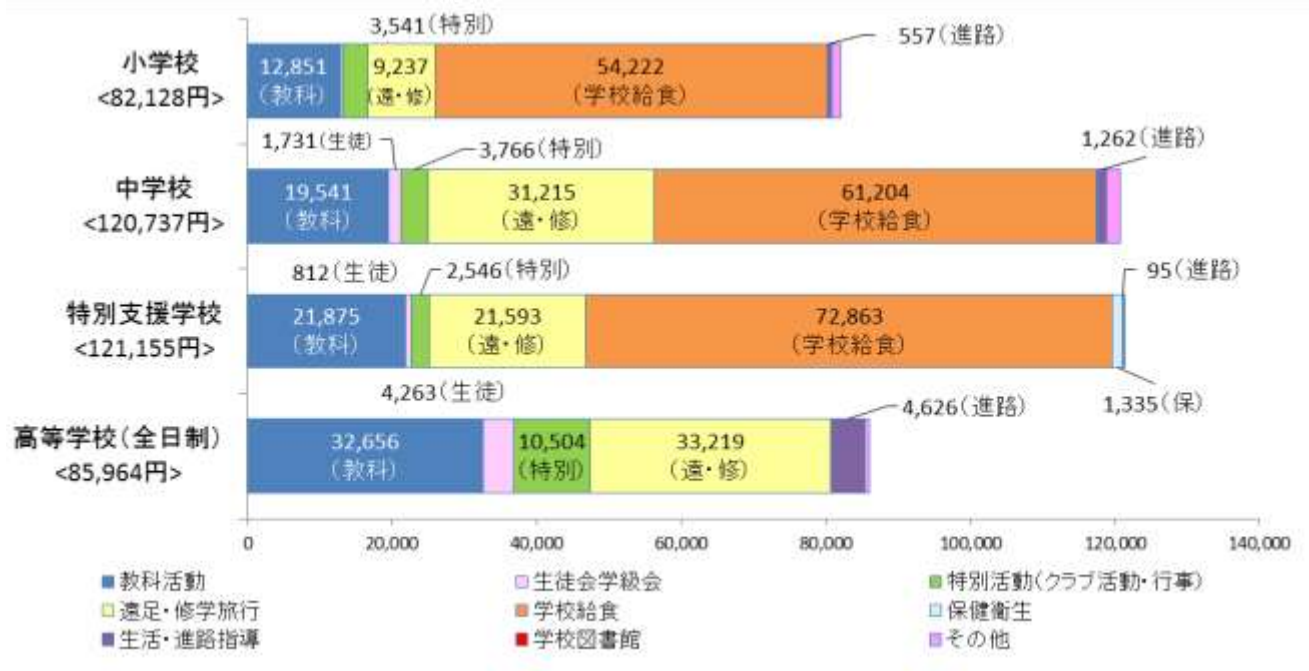 3,541(特別)
557(進路)
小学校
<82,128円>
12,851
(教科)
9,237
(遠・修)
54,222
(学校給食)
1,731(生徒)
3,766(特別)
1,262(進路)
中学校
<120,737円>
19,541
(教科)
31,215
(遠・修)
61,204
(学校給食)
812(生徒)
2,546(特別)
95(進路)
特別支援学校
<121,155円>
21,875
(教科)
21,593
(遠・修)
72,863
(学校給食)
4,263(生徒)
4,626(進路)
1,335(保)
高等学校(全日制)
<85,964円>
32,656
(教科)
10,504
(特別)
33,219
(遠・修)
0 20,000 40,000 60,000 80,000 100,000 120,000 140,000
教科活動 生徒会学級会 特別活動(クラブ活動・行事)
遠足・修学旅行 学校給食 保健衛生
生活・進路指導 学校図書館 その他